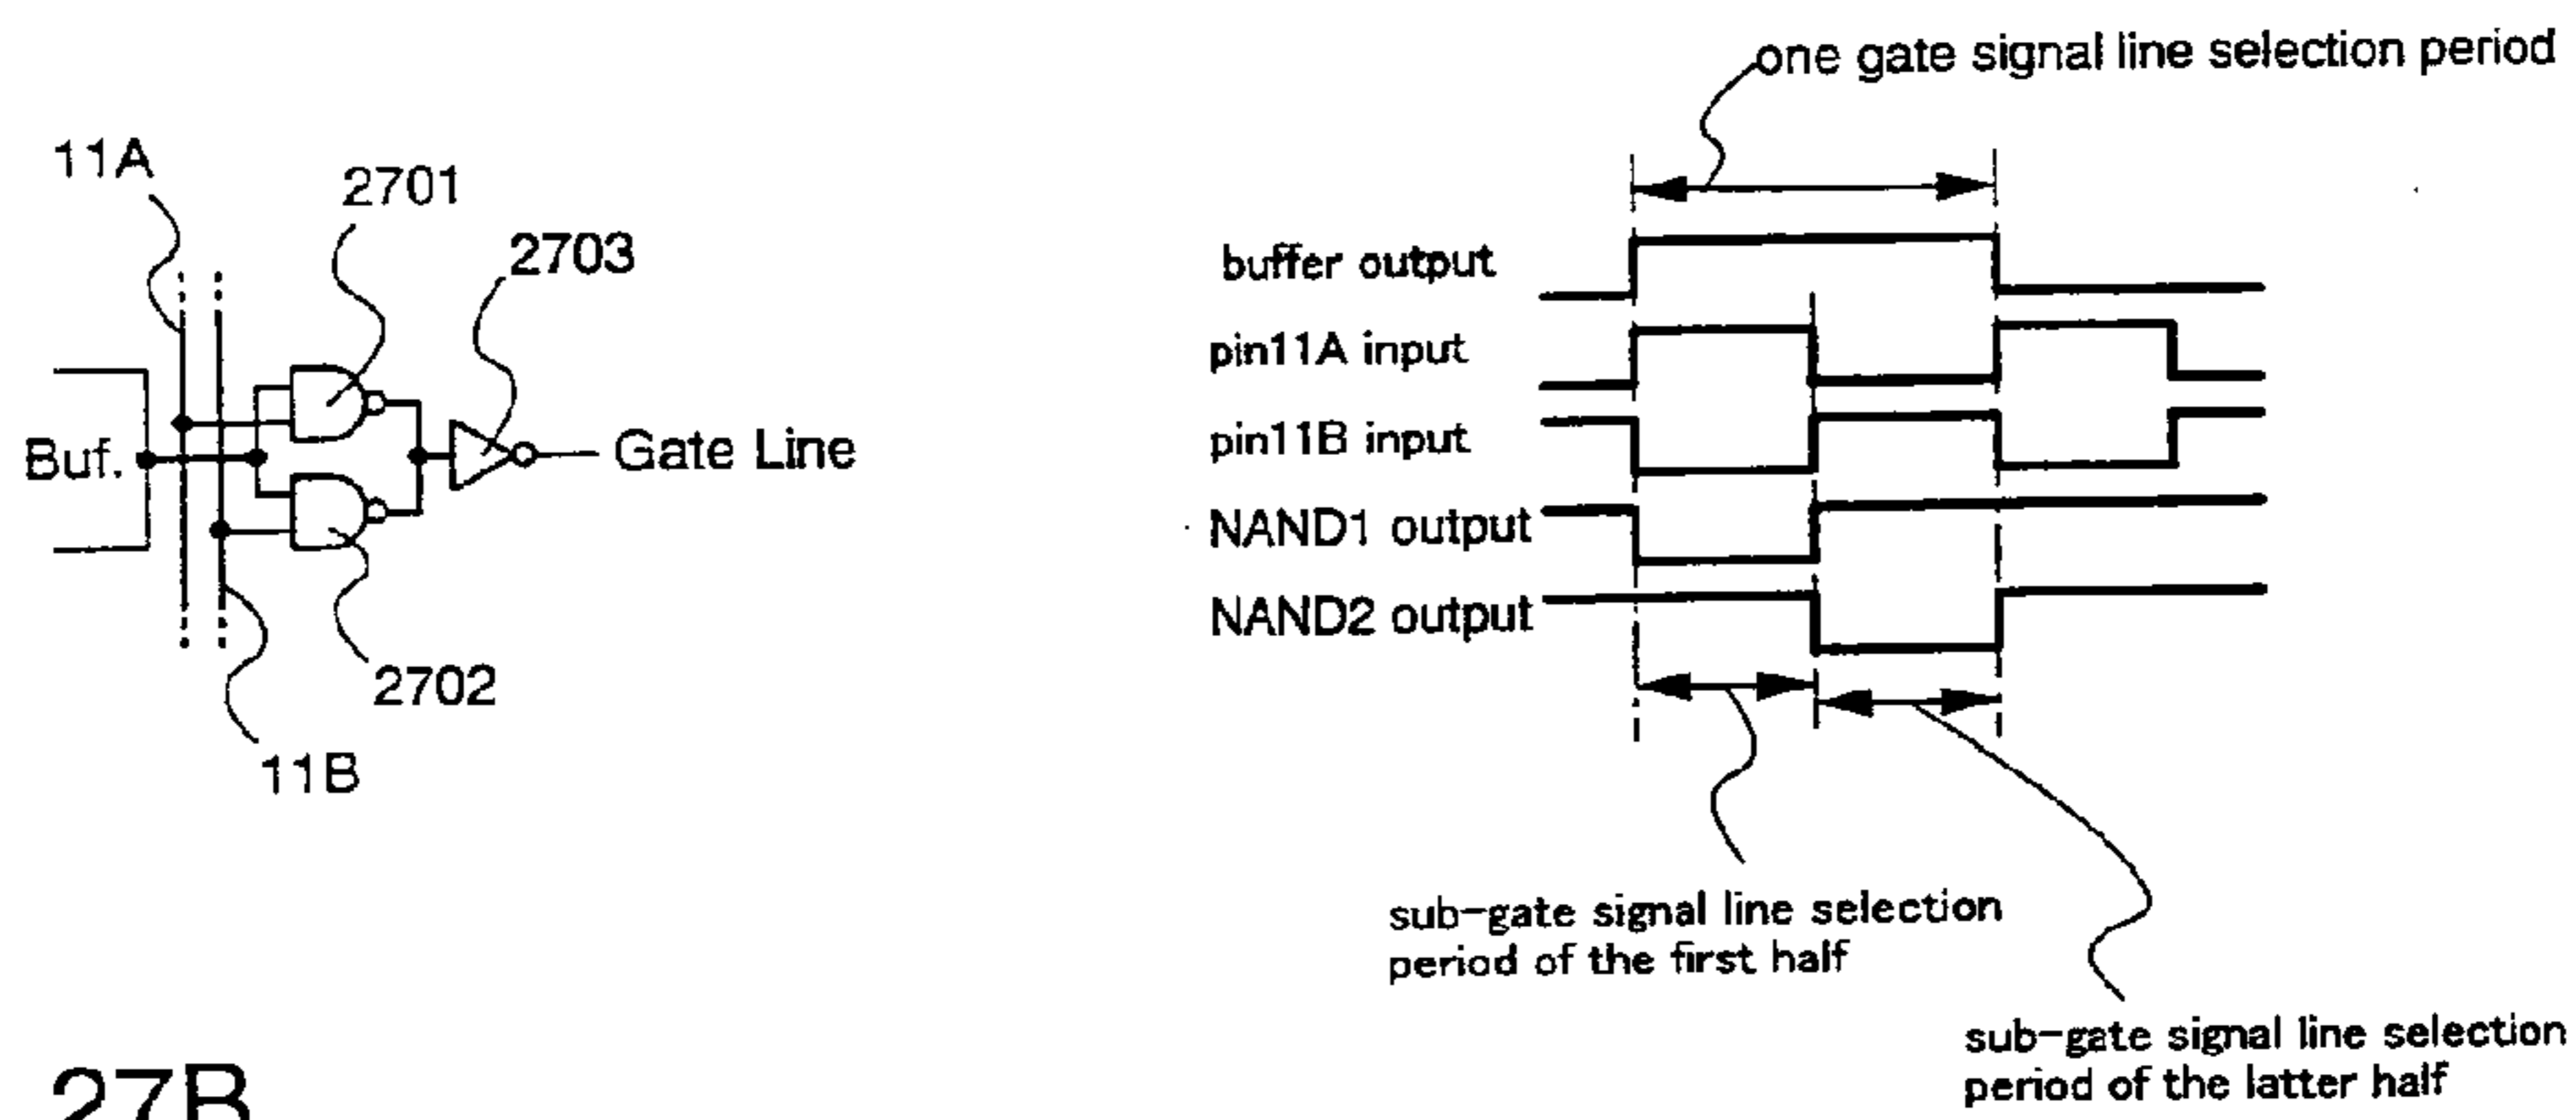 one gate signal line selection period
11A
2701
2703
Buf.
Gate Line
2702
11B
buffer output
pin11A input
pin11B input
NAND1 output
NAND2 output
sub-gate signal line selection
period of the first half
sub-gate signal line selection
period of the latter half
27B